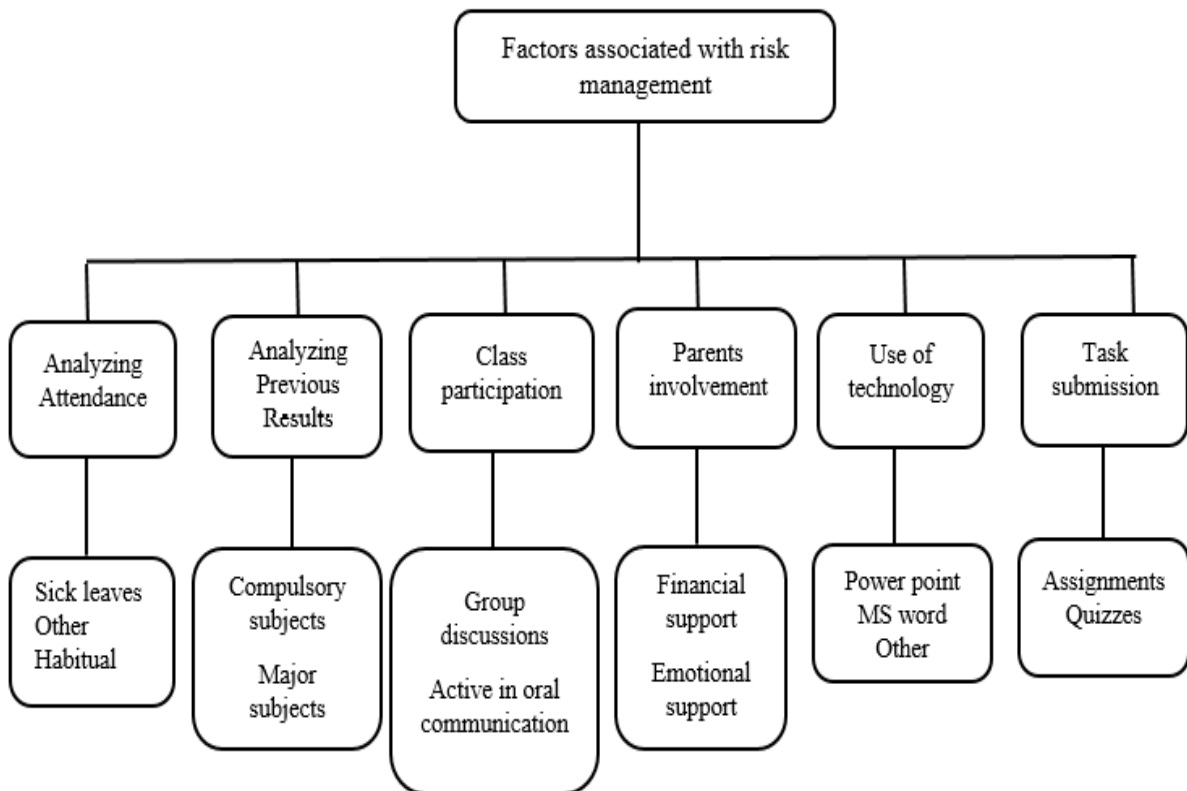 Factors associated with risk
management
Analyzing
Attendance
Analyzing
Previous
Results
Class
participation
Parents
involvement
Use of
technology
Task
submission
Sick leaves
Other
Habitual
Compulsory
subjects
Major
subjects
Group
discussions
Active in oral
communication
Financial
support
Emotional
support
Power point
MS word
Other
Assignments
Quizzes